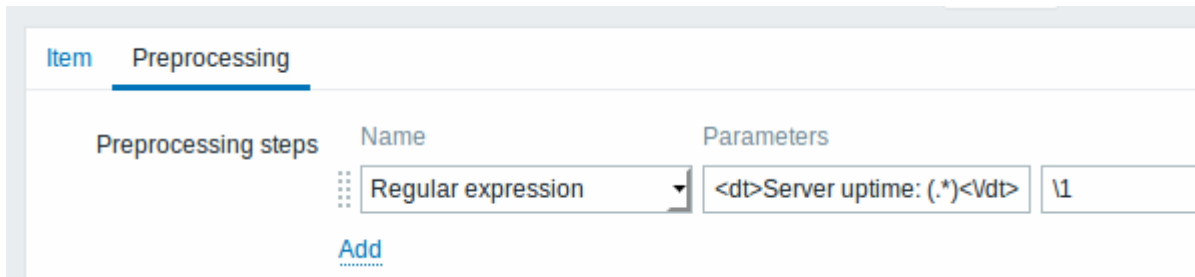 Item Preprocessing
Name Parameters
Preprocessing steps
Regular expression <dt>Server uptime: (.*)<\/dt> \1
Add